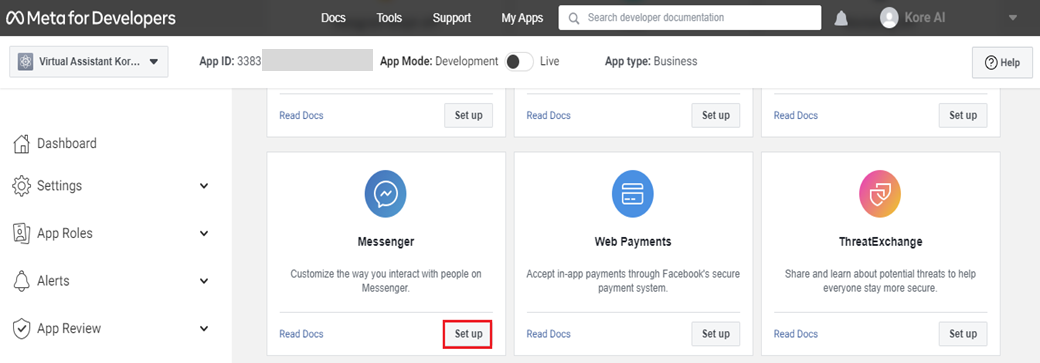 Meta for Developers
Docs
Tools
Support
My Apps
Search developer documentation
Kore AI
Virtual Assistant Kor...
App ID: 3383
App Mode: Development
Live
App type: Business
Help
Dashboard
Settings
App Roles
Alerts
App Review
Read Docs
Set up
Read Docs
Set up
Read Docs
Set up
Messenger
Customize the way you interact with people on
Messenger.
Read Docs
Set up
Web Payments
Accept in-app payments through Facebook's secure
payment system.
Read Docs
Set up
ThreatExchange
Share and learn about potential threats to help
everyone stay more secure.
Read Docs
Set up